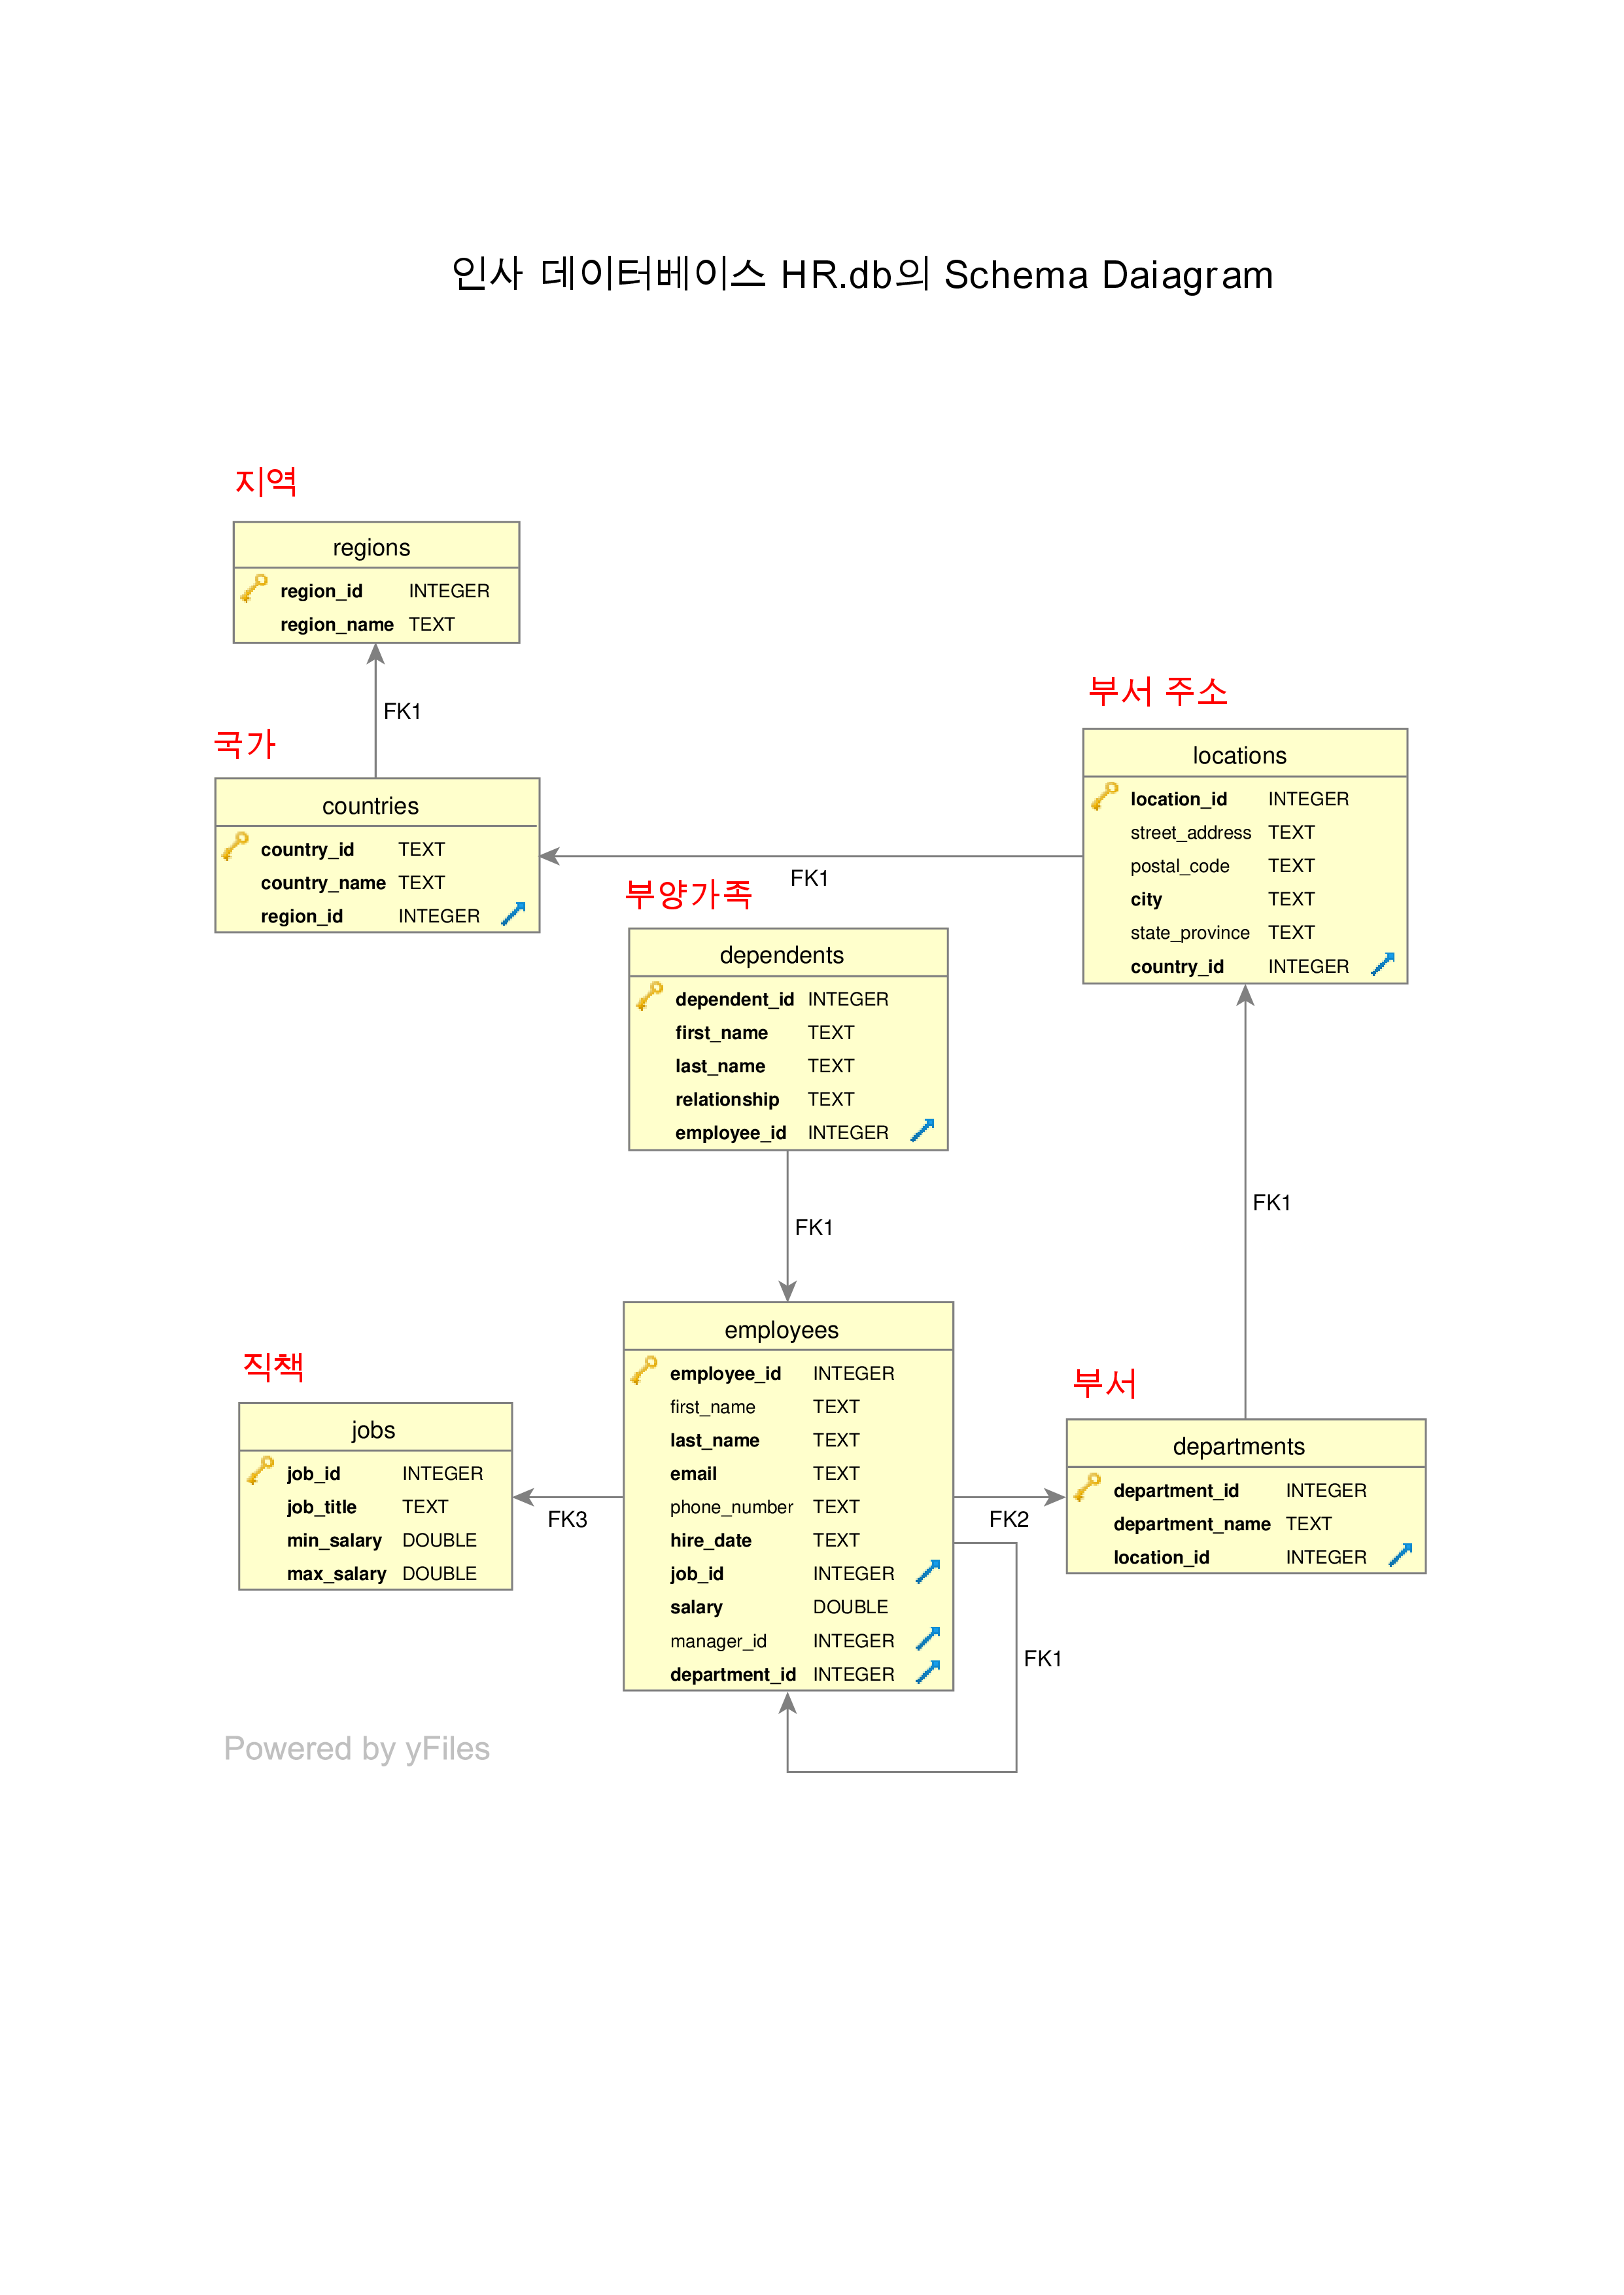 인사 데이터베이스 HR.db의 Schema Daiagram
지역
regions
region_id INTEGER
region_name TEXT
FK1
국가
countries
country_id TEXT
country_name TEXT
region_id INTEGER
부서 주소
locations
location_id INTEGER
street_address TEXT
postal_code TEXT
city TEXT
state_province TEXT
country_id INTEGER
FK1
부양가족
dependents
dependent_id INTEGER
first_name TEXT
last_name TEXT
relationship TEXT
employee_id INTEGER
FK1
FK1
employees
employee_id INTEGER
first_name TEXT
last_name TEXT
email TEXT
phone_number TEXT
hire_date TEXT
job_id INTEGER
salary DOUBLE
manager_id INTEGER
department_id INTEGER
직책
jobs
job_id INTEGER
job_title TEXT
min_salary DOUBLE
max_salary DOUBLE
FK3
FK2
부서
departments
department_id INTEGER
department_name TEXT
location_id INTEGER
FK1
Powered by yFiles